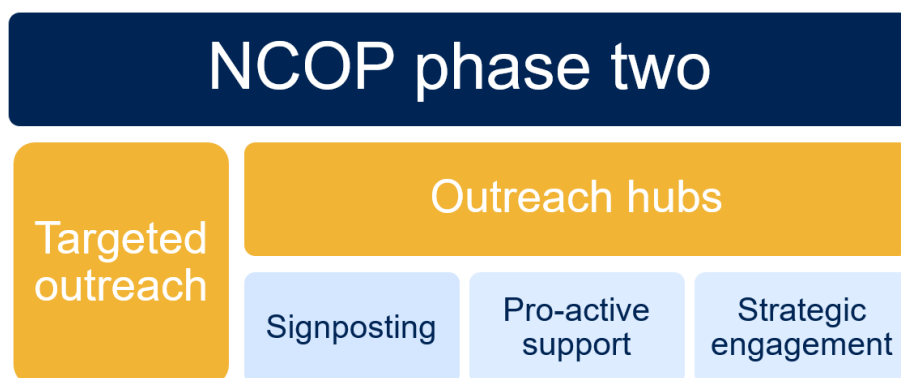 NCOP phase two
Targeted
outreach
Outreach hubs
Signposting
Pro-active
support
Strategic
engagement